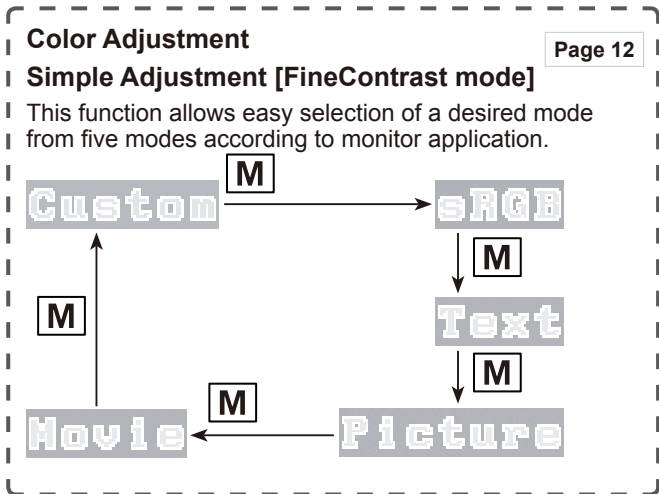 Color Adjustment
Page 12
Simple Adjustment [FineContrast mode]
This function allows easy selection of a desired mode
from five modes according to monitor application.
M
Custom
sRGB
M
M
Text
M
M
Movie
Picture